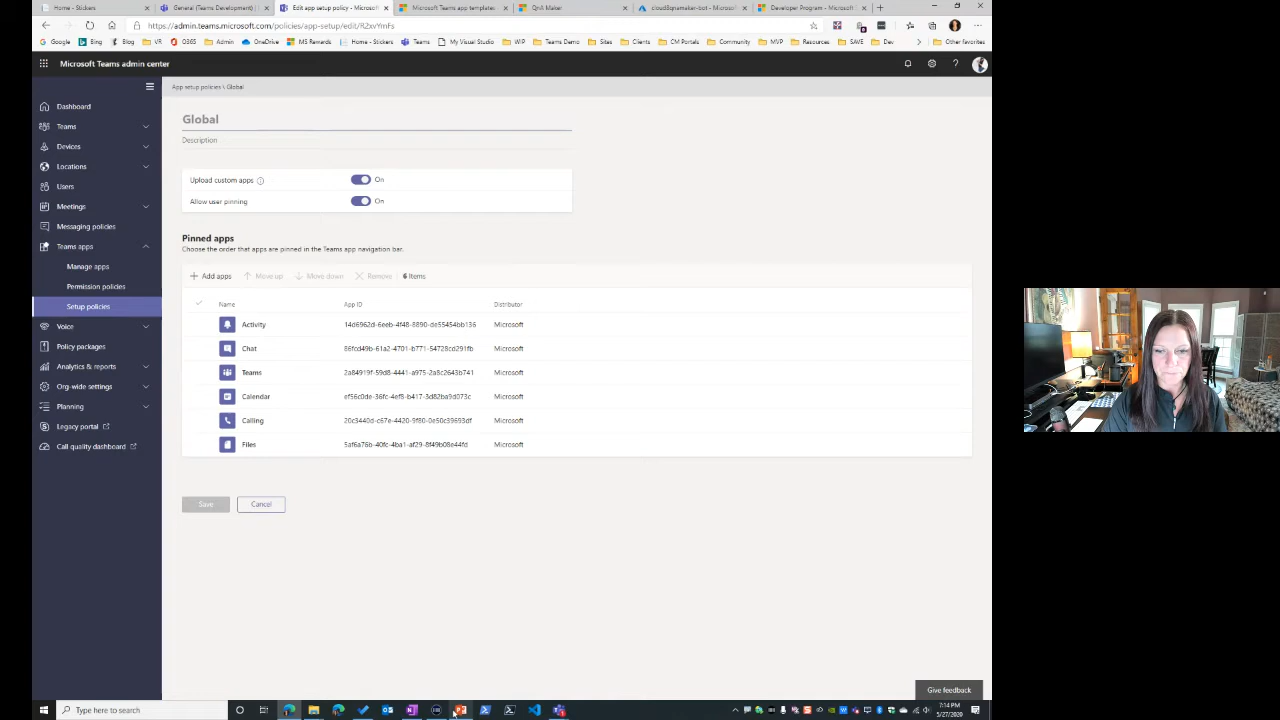 Home - Stickers
General (Teams Development) |
Edit app setup policy - Microsoft
Microsoft Teams app templates
QnA Maker
cloud8qnamaker-bot - Microsoft
Developer Program - Microsoft
https://admin.teams.microsoft.com/policies/app-setup/edit/R2xvYmFs
Google
Bing
Blog
VR
O365
Admin
OneDrive
MS Rewards
Home - Stickers
Teams
My Visual Studio
WIP
Teams Demo
Sites
Clients
CM Portals
Community
MVP
Resources
SAVE
Dev
Other favorites
Microsoft Teams admin center
Dashboard
Teams
Devices
Locations
Users
Meetings
Messaging policies
Teams apps
Manage apps
Permission policies
Setup policies
Voice
Policy packages
Analytics & reports
Org-wide settings
Planning
Legacy portal
Call quality dashboard
App setup policies \ Global
Global
Description
Upload custom apps On
Allow user pinning On
Pinned apps
Choose the order that apps are pinned in the Teams app navigation bar.
+ Add apps Move up Move down Remove 6 items
Name App ID Distributor
Activity 14d6962d-6eeb-4f48-8890-de55454bb136 Microsoft
Chat 86fcd49b-61a2-4701-b771-54728cd291fb Microsoft
Teams 2a84919f-59d8-4441-a975-2a8c2643b741 Microsoft
Calendar ef56c0de-36fc-4ef8-b417-3d82ba9d073c Microsoft
Calling 20c3440d-c67e-4420-9f80-0e50c39693df Microsoft
Files 5af6a76b-40fc-4ba1-af29-8f49b08e44fd Microsoft
Save Cancel
Give feedback
Type here to search
7:14 PM
5/27/2020